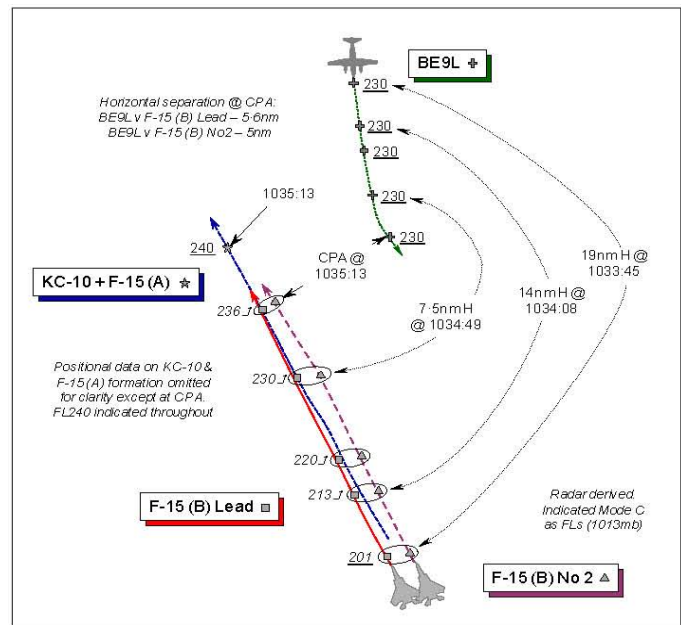 BE9L
230
Horizontal separation @ CPA:
BE9L v F-15 (B) Lead – 5·6nm
BE9L v F-15 (B) No2 – 5nm
230
230
1035:13
230
240
CPA @
1035:13
230
19nm H @
1033:45
KC-10 + F-15 (A)
14nm H @
1034:08
7·5nm H
@ 1034:49
236
Positional data on KC-10 &
F-15 (A) formation omitted
for clarity except at CPA.
FL240 indicated throughout
230
220
213
F-15 (B) Lead
Radar derived.
Indicated Mode C
as FLs (1013mb)
201
F-15 (B) No 2